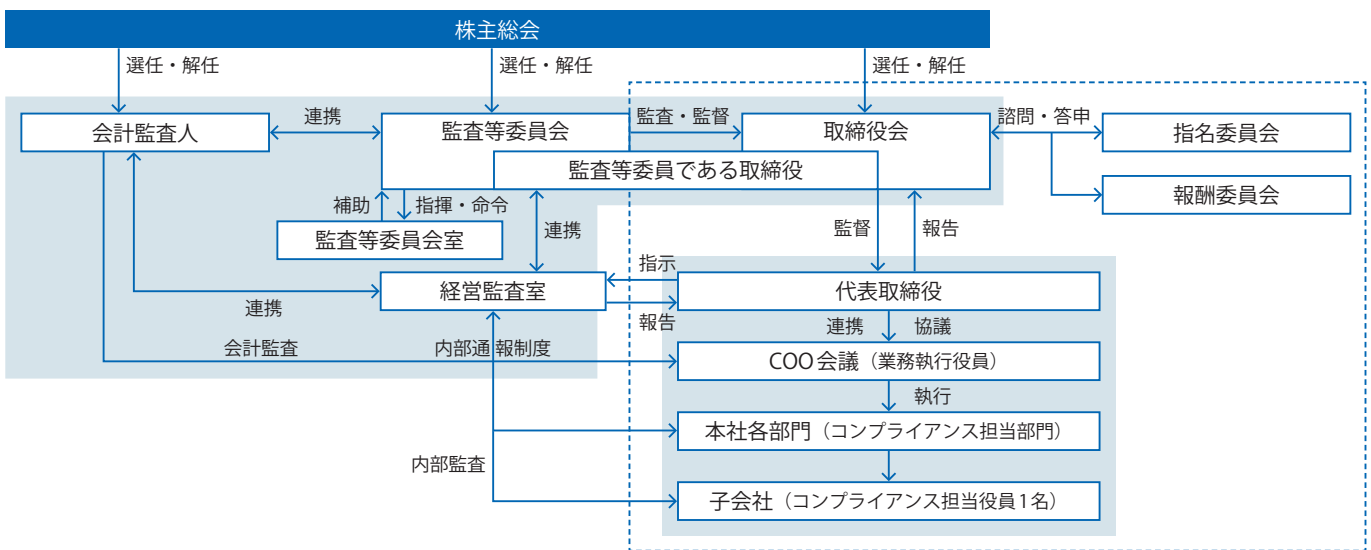 株主総会
選任・解任
選任・解任
選任・解任
会計監査人
連携
監査等委員会
監査・監督
取締役会
諮問・答申
指名委員会
監査等委員である取締役
報酬委員会
補助
指揮・命令
連携
監督
報告
監査等委員会室
指示
経営監査室
代表取締役
連携
報告
連携
協議
会計監査
内部通報制度
COO会議（業務執行役員）
執行
本社各部門（コンプライアンス担当部門）
内部監査
子会社（コンプライアンス担当役員1名）